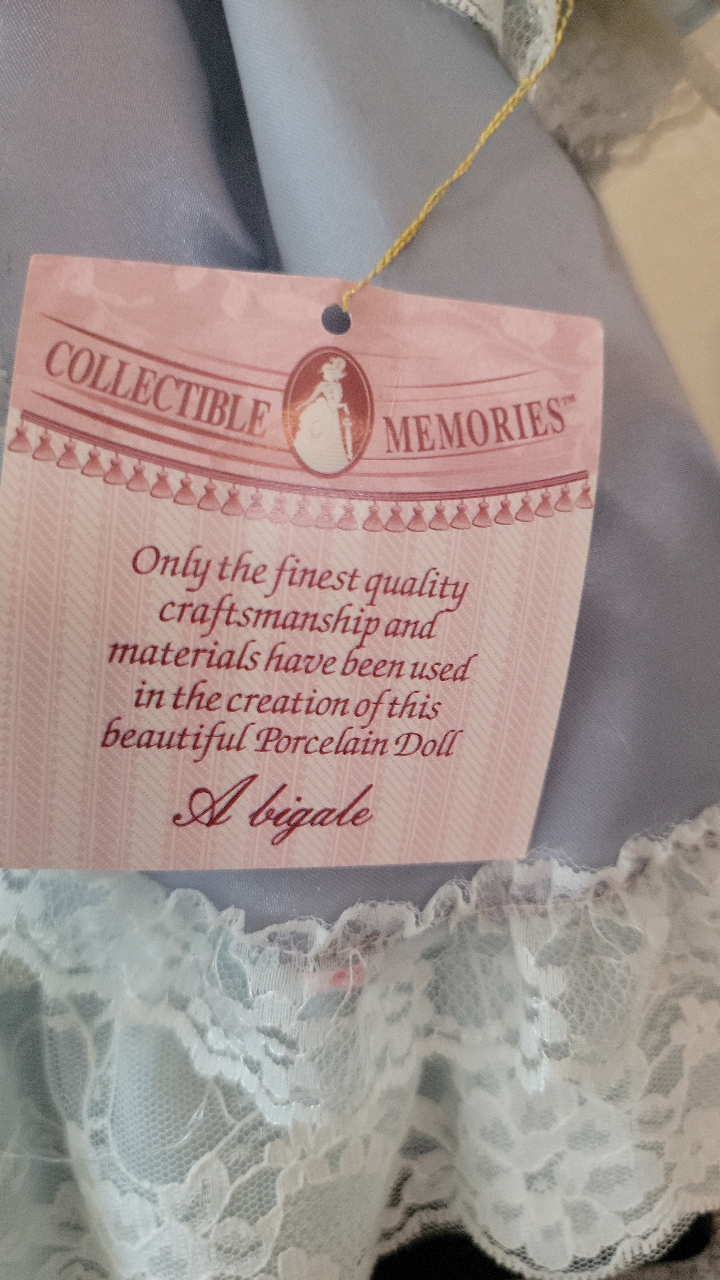 COLLECTIBLE MEMORIES™
Only the finest quality
craftsmanship and
materials have been used
in the creation of this
beautiful Porcelain Doll
Abigale